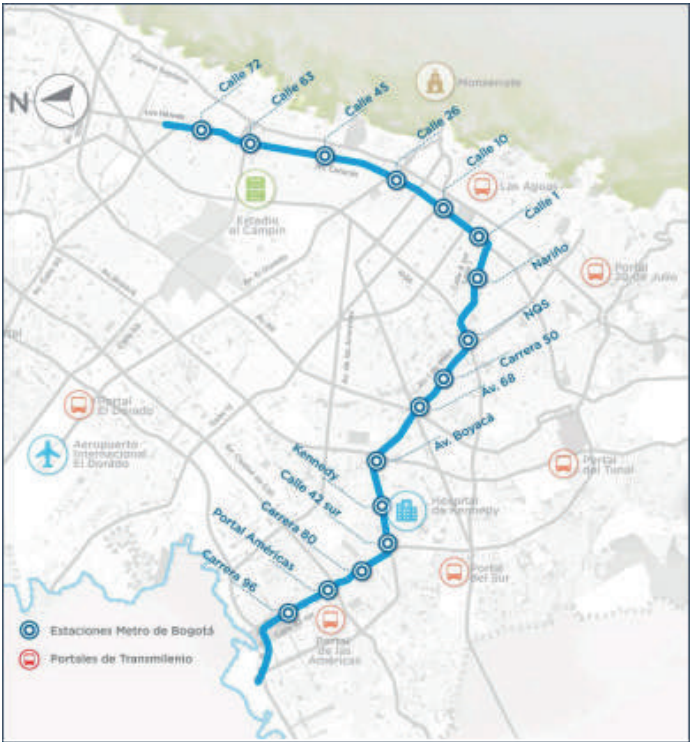 N
Calle 72
Calle 63
Calle 45
Calle 26
Calle 10
Calle 1
Nariño
NQS
Carrera 50
Av. 68
Av. Boyacá
Kennedy
Calle 42 sur
Carrera 80
Portal Américas
Carrera 96
Monserrate
Las Aguas
Estadio
el Campín
Portal
20 de Julio
Portal
El Dorado
Aeropuerto
Internacional
El Dorado
Portal
del Tunal
Hospital
de Kennedy
Portal
del Sur
Portal
de las
Américas
Estaciones Metro de Bogotá
Portales de Transmilenio